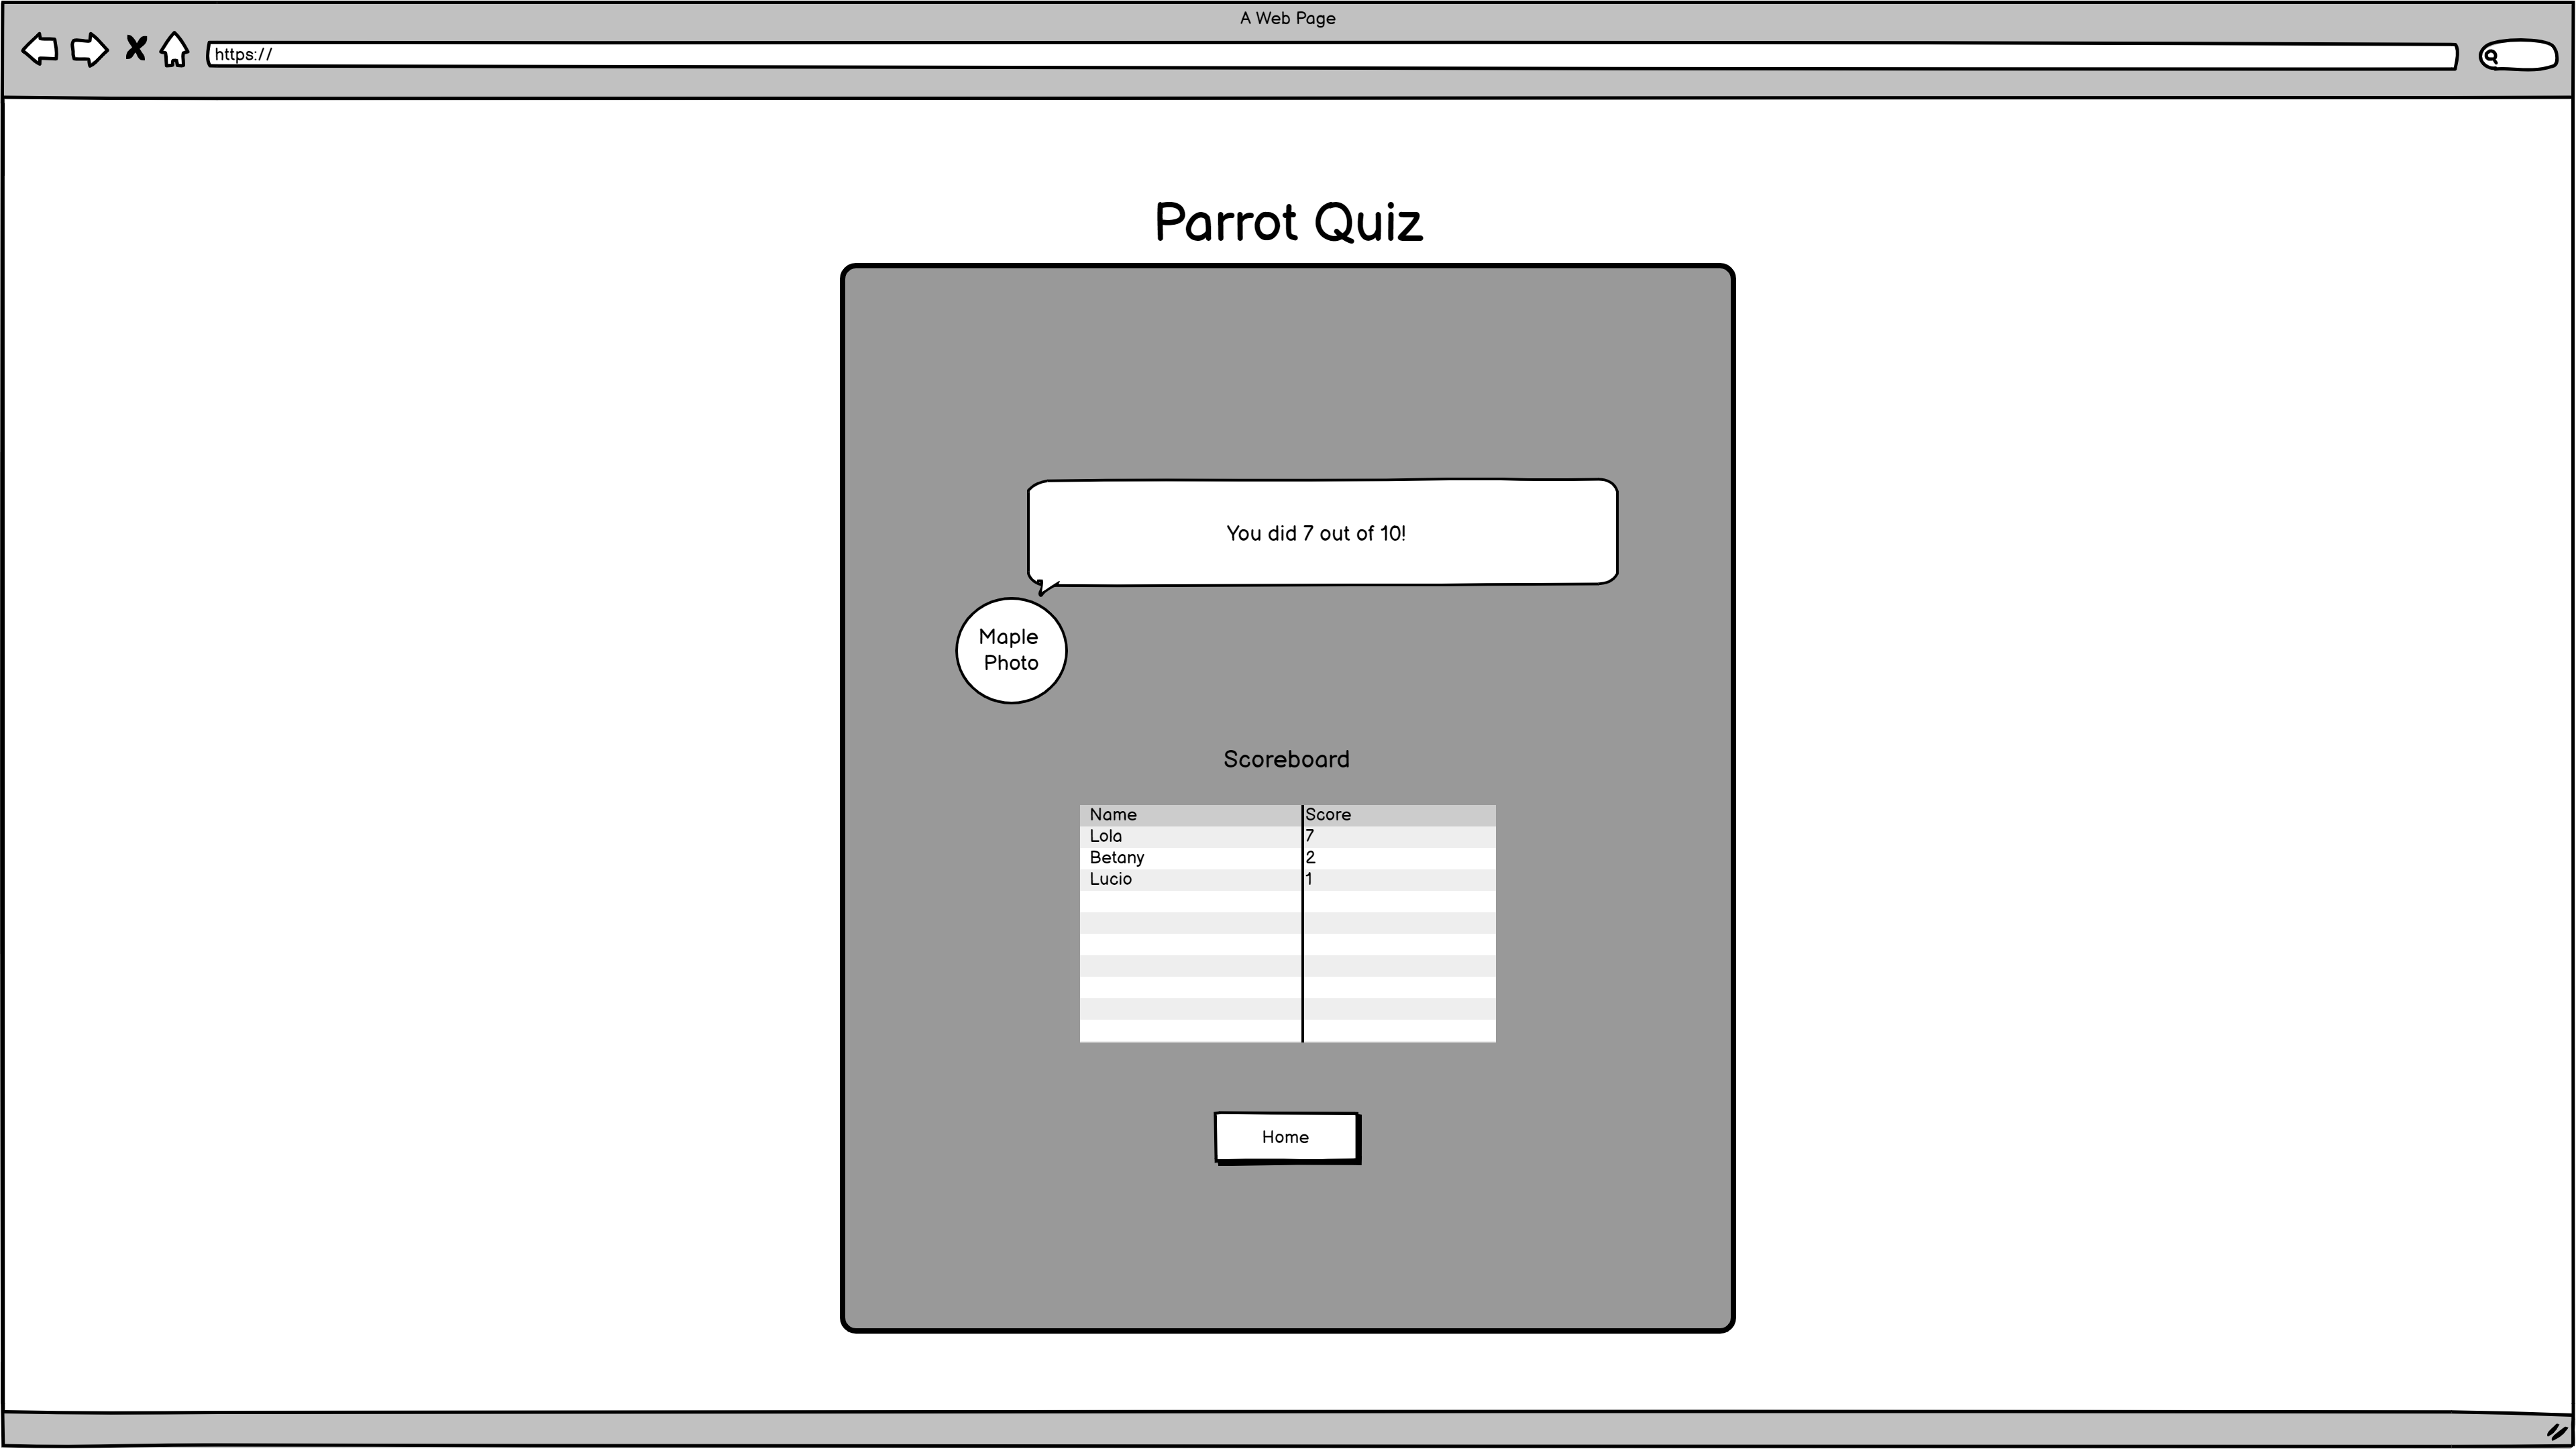 A Web Page
https://
Parrot Quiz
You did 7 out of 10!
Maple
Photo
Scoreboard
Name Score
Lola 7
Betany 2
Lucio 1
Home